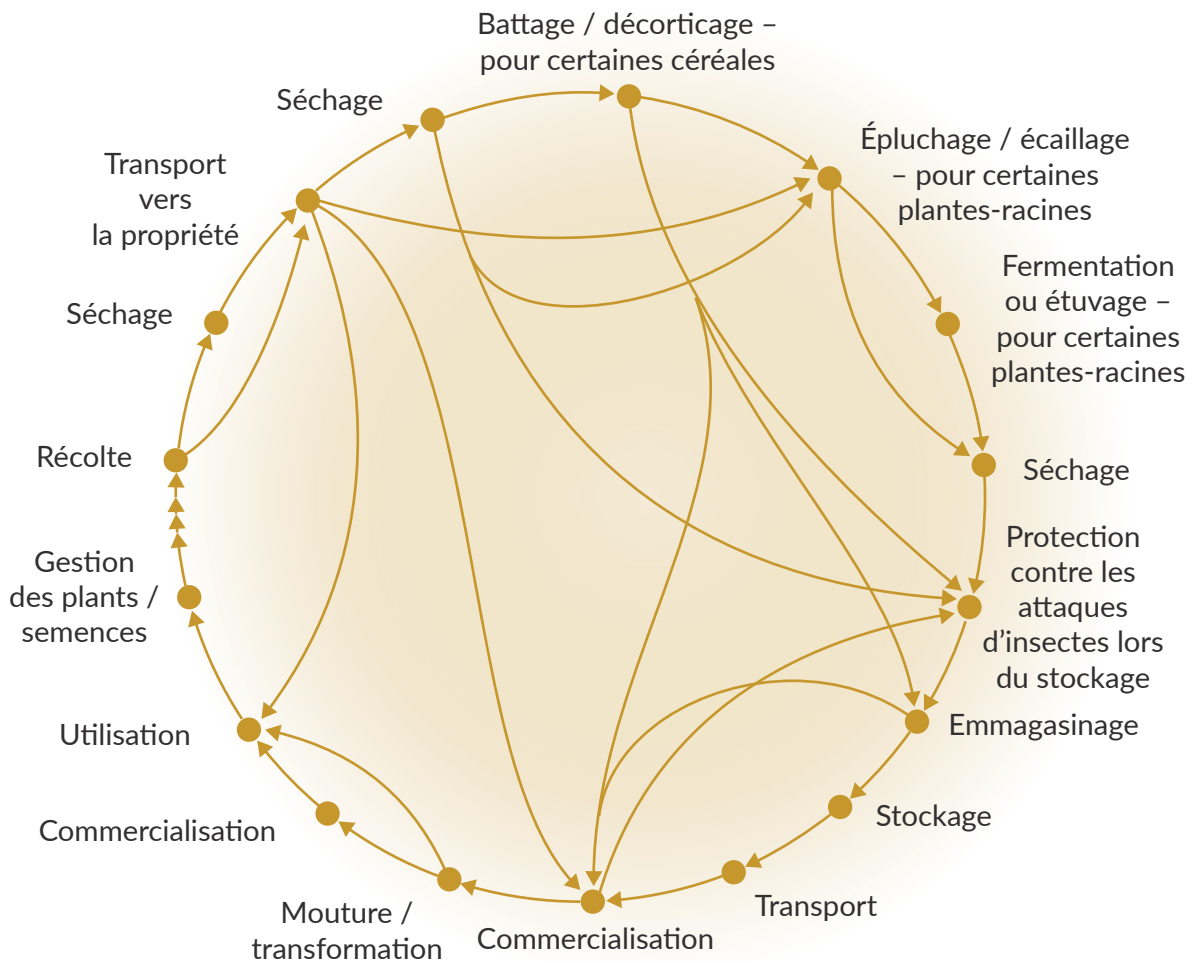 Battage / décorticage –
pour certaines céréales
Épluchage / écaillage
– pour certaines
plantes-racines
Fermentation
ou étuvage –
pour certaines
plantes-racines
Séchage
Protection
contre les
attaques
d’insectes lors
du stockage
Emmagasinage
Stockage
Transport
Commercialisation
Mouture /
transformation
Commercialisation
Utilisation
Gestion
des plants /
semences
Récolte
Séchage
Transport
vers
la propriété
Séchage